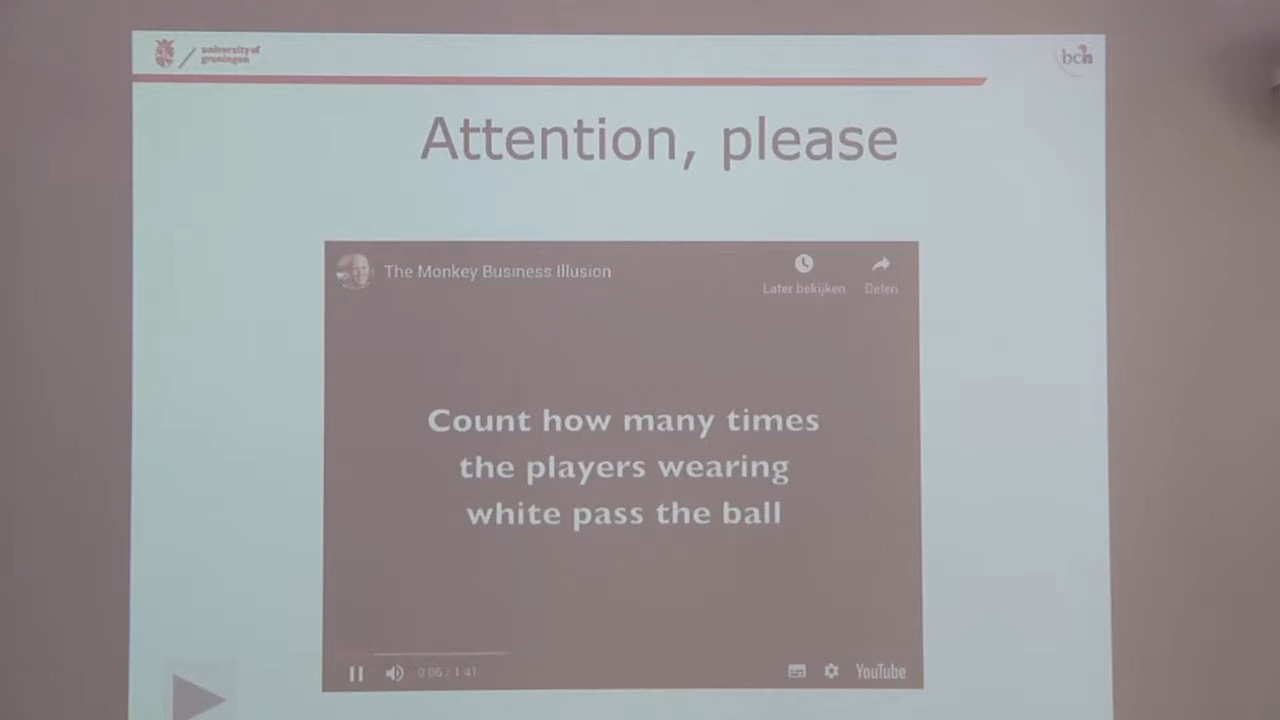 university of
groningen
bcn
Attention, please
The Monkey Business Illusion
Later bekijken
Delen
Count how many times
the players wearing
white pass the ball
0:06 / 1:41
YouTube